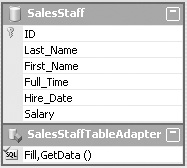 SalesStaff
ID
Last_Name
First_Name
Full_Time
Hire_Date
Salary
SalesStaffTableAdapter
SQL Fill,GetData ()